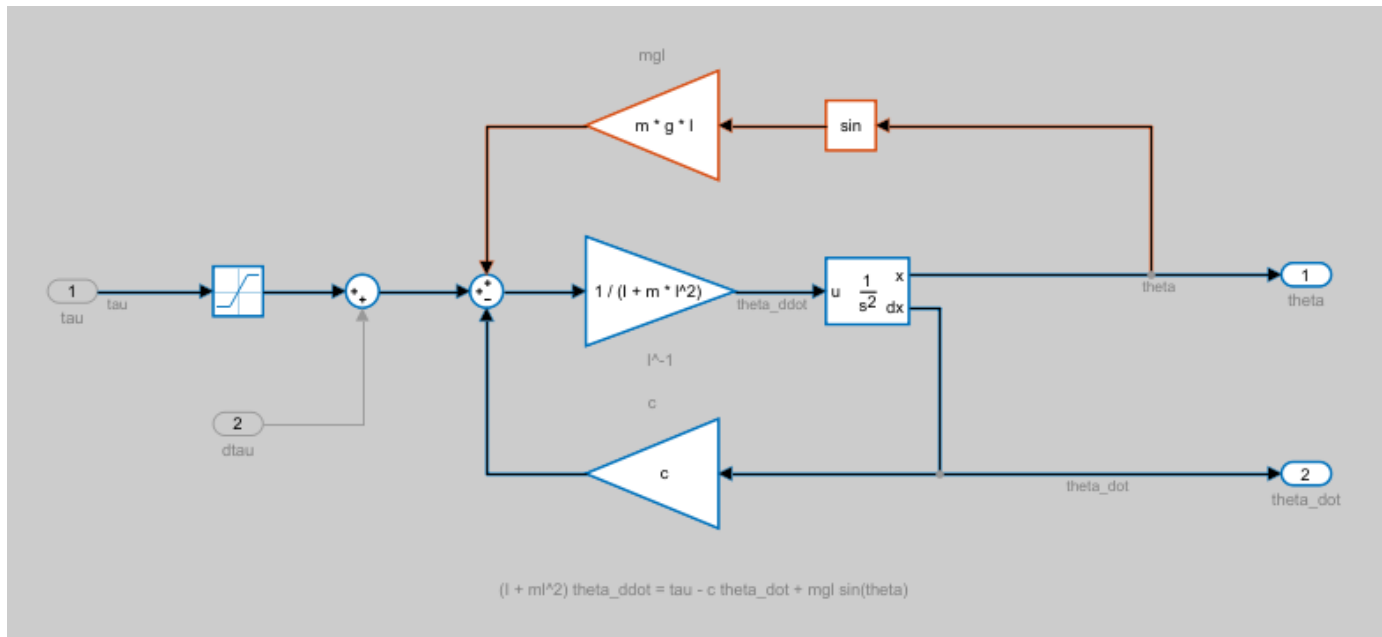 mgl
m * g * l
sin
1
tau
tau
1 / (I + m * l^2)
theta_ddot
u
1
s2
x
dx
theta
1
theta
I^-1
c
2
dtau
c
theta_dot
2
theta_dot
(I + ml^2) theta_ddot = tau - c theta_dot + mgl sin(theta)